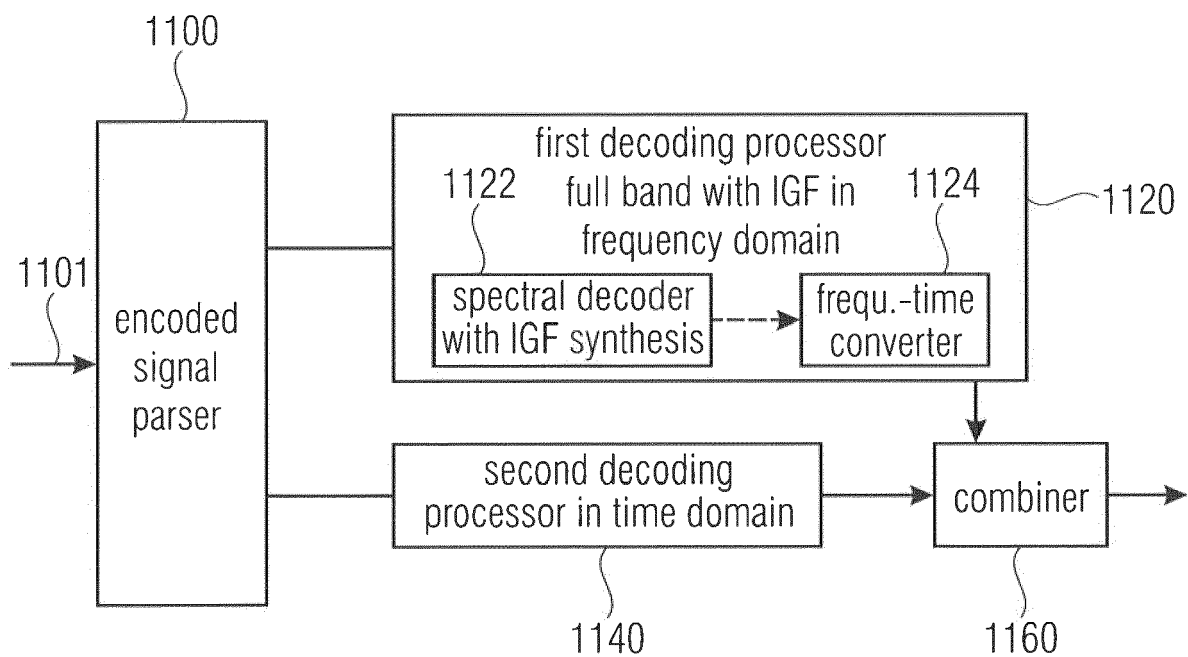 1100
1101
encoded
signal
parser
first decoding processor
full band with IGF in
frequency domain
1122
1124
1120
spectral decoder
with IGF synthesis
frequ.-time
converter
second decoding
processor in time domain
1140
combiner
1160